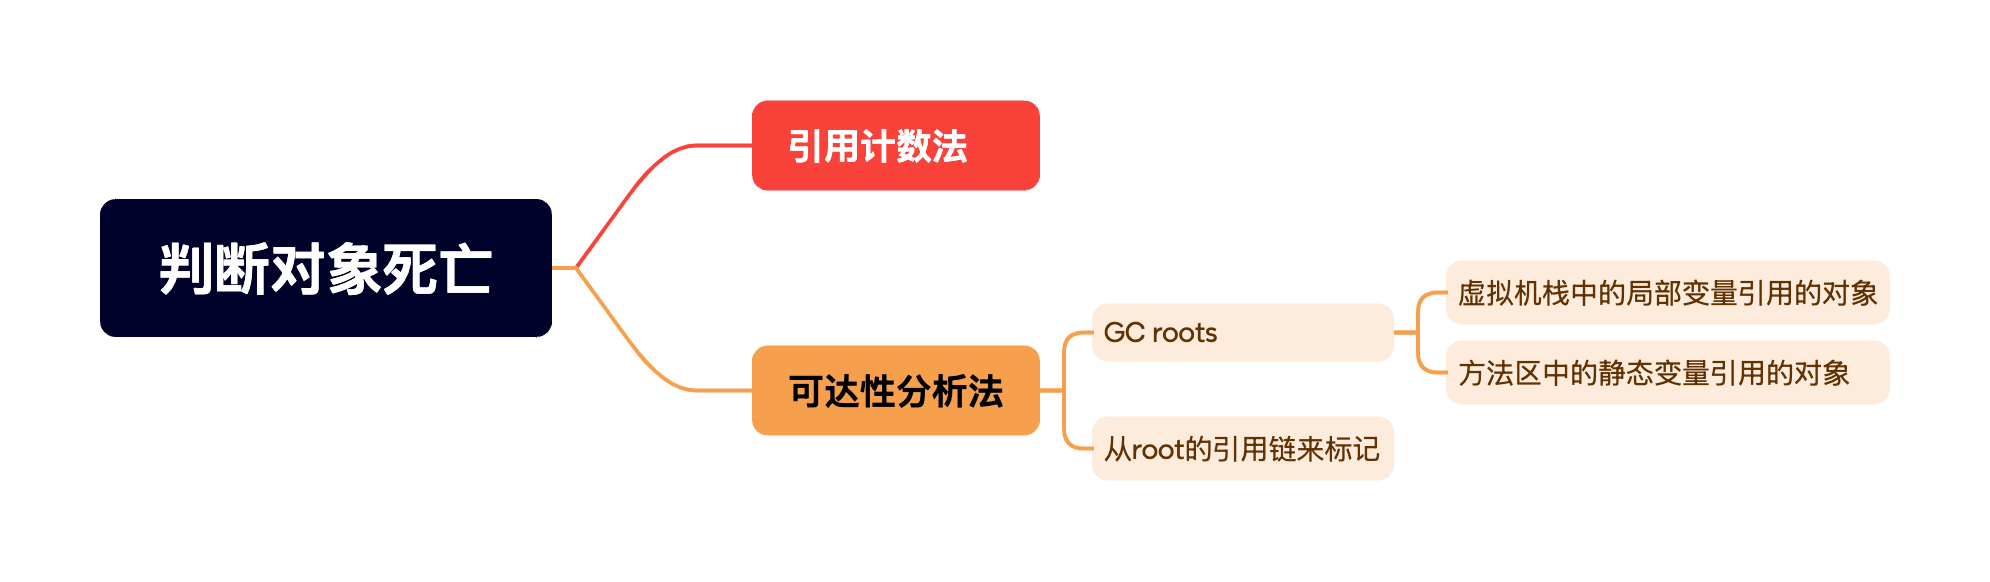 判断对象死亡
引用计数法
可达性分析法
GC roots
虚拟机栈中的局部变量引用的对象
方法区中的静态变量引用的对象
从root的引用链来标记